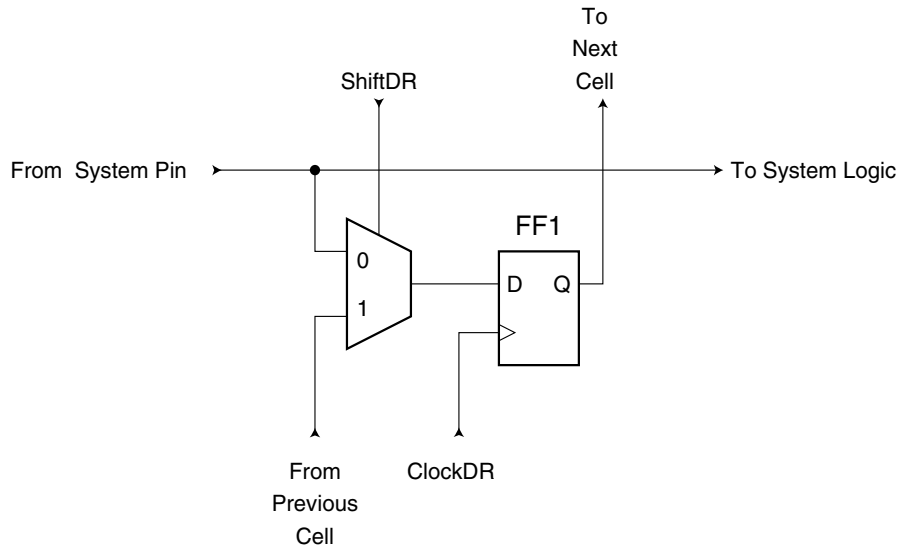 To
Next
Cell
ShiftDR
From System Pin
To System Logic
FF1
0
1
D
Q
From
Previous
Cell
ClockDR